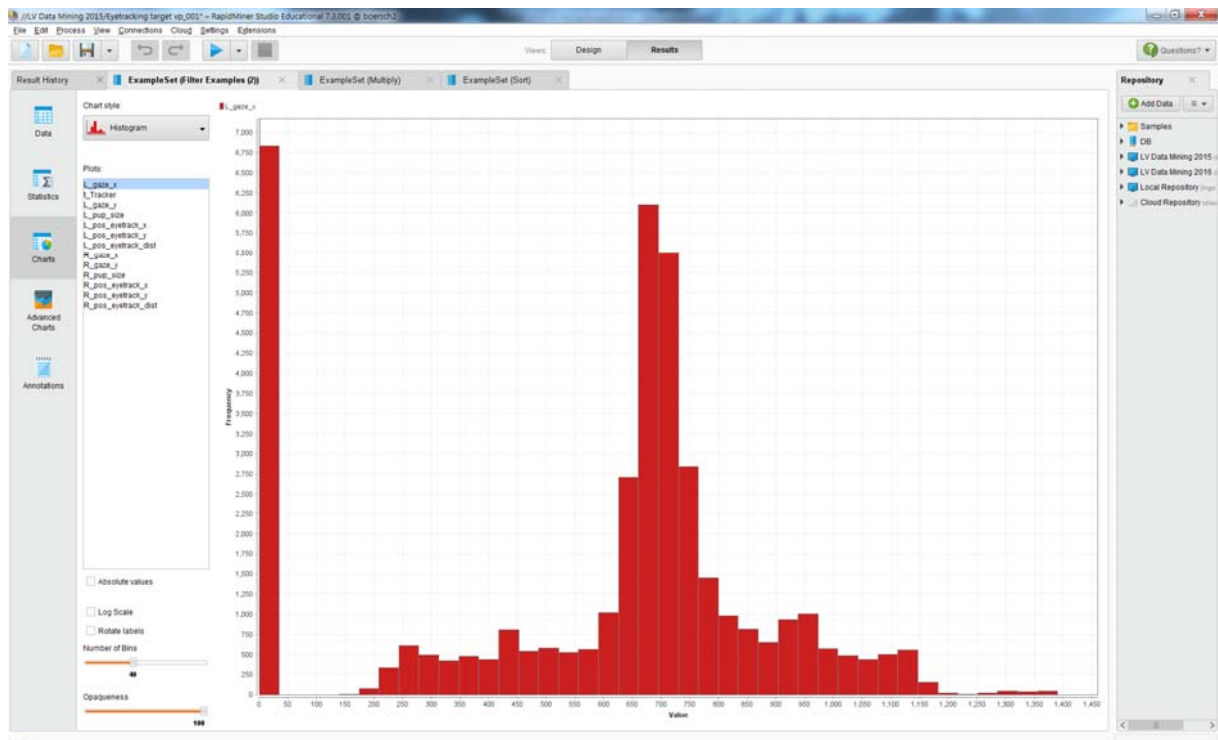 //LV Data Mining 2015/Eyetracking target vp_001* – RapidMiner Studio Educational 7.3.001 @ boersch2
File Edit Process View Connections Cloud Settings Extensions
Views: Design Results Questions?
Result History ExampleSet (Filter Examples (2)) ExampleSet (Multiply) ExampleSet (Sort) Repository
Data
Statistics
Charts
Advanced
Charts
Annotations
Chart style:
Histogram
Plots:
L_gaze_x
t_Tracker
L_gaze_y
L_pup_size
L_pos_eyetrack_x
L_pos_eyetrack_y
L_pos_eyetrack_dist
R_gaze_x
R_gaze_y
R_pup_size
R_pos_eyetrack_x
R_pos_eyetrack_y
R_pos_eyetrack_dist
Absolute values
Log Scale
Rotate labels
Number of Bins
40
Opaqueness
100
L_gaze_x
7,000
6,750
6,500
6,250
6,000
5,750
5,500
5,250
5,000
4,750
4,500
4,250
4,000
3,750
3,500
3,250
3,000
2,750
2,500
2,250
2,000
1,750
1,500
1,250
1,000
750
500
250
0
Frequency
0 50 100 150 200 250 300 350 400 450 500 550 600 650 700 750 800 850 900 950 1,000 1,050 1,100 1,150 1,200 1,250 1,300 1,350 1,400 1,450
Value
Add Data
Samples
DB
LV Data Mining 2015
LV Data Mining 2016
Local Repository
Cloud Repository